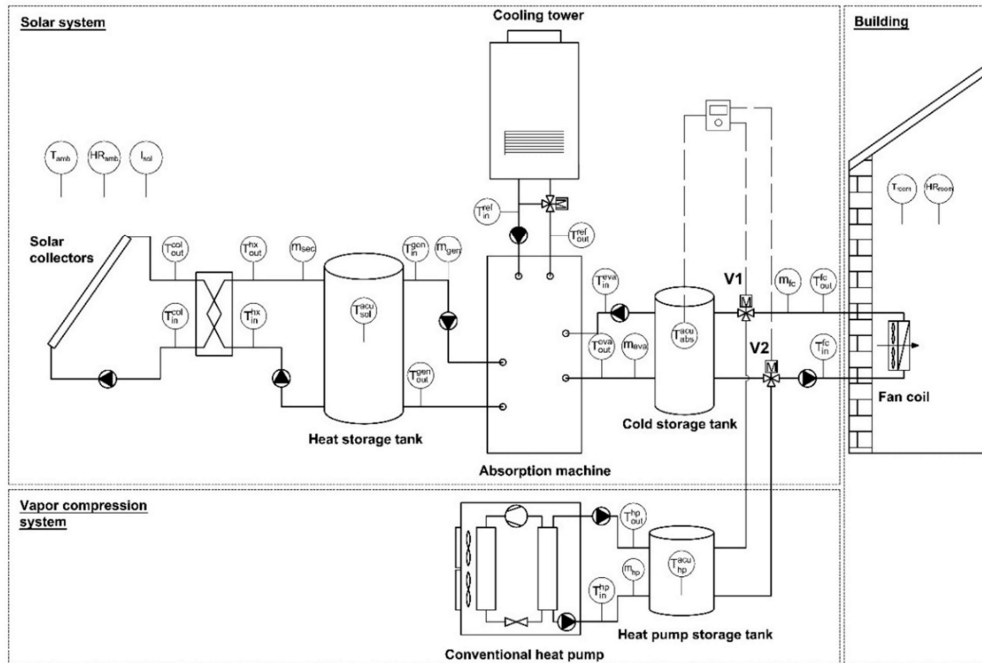 Solar system
Cooling tower
Building
T_amb
HR_amb
I_sol
T_room
HR_room
T_in^ref
T_out^ref
Solar
collectors
T_out^col
T_out^hx
m_sec
T_in^gen
m_gen
T_in^eva
V1
m_fc
T_out^fc
M
T_sol^acu
T_abs^acu
T_in^col
T_in^hx
T_out^eva
m_eva
V2
T_in^fc
M
T_out^gen
Fan coil
Heat storage tank
Cold storage tank
Absorption machine
Vapor compression
system
T_out^hp
T_hp^acu
m_hp
T_in^hp
Heat pump storage tank
Conventional heat pump